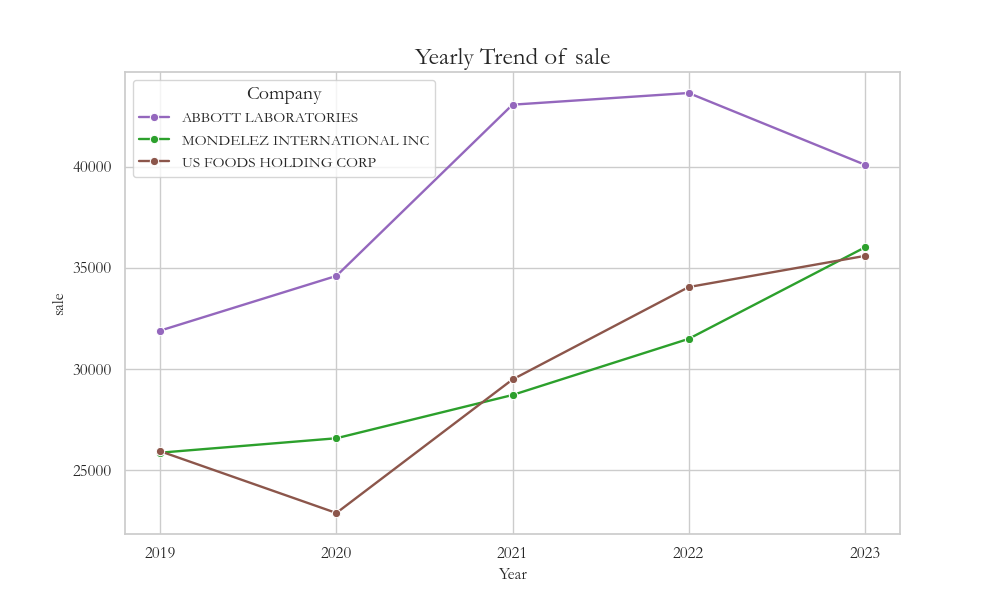 Yearly Trend of sale
Company
ABBOTT LABORATORIES
MONDELEZ INTERNATIONAL INC
US FOODS HOLDING CORP
40000
35000
30000
25000
sale
2019 2020 2021 2022 2023
Year